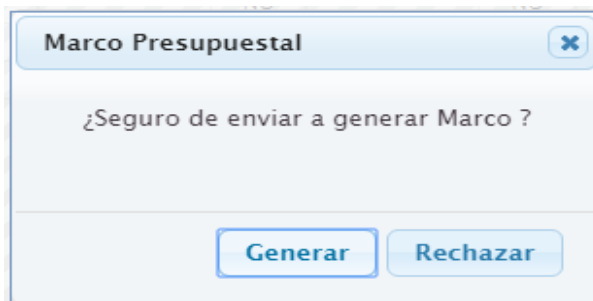 Marco Presupuestal
¿Seguro de enviar a generar Marco ?
Generar
Rechazar